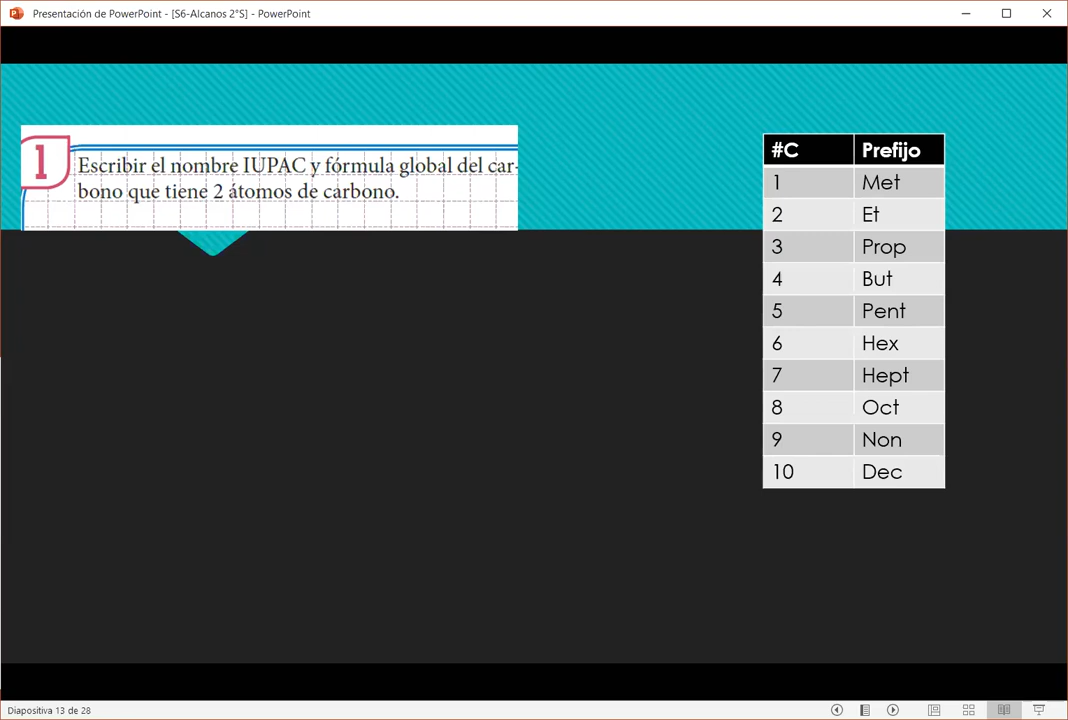 Presentación de PowerPoint - [S6-Alcanos 2°S] - PowerPoint
1
Escribir el nombre IUPAC y fórmula global del car-
bono que tiene 2 átomos de carbono.
#C Prefijo
1 Met
2 Et
3 Prop
4 But
5 Pent
6 Hex
7 Hept
8 Oct
9 Non
10 Dec
Diapositiva 13 de 28